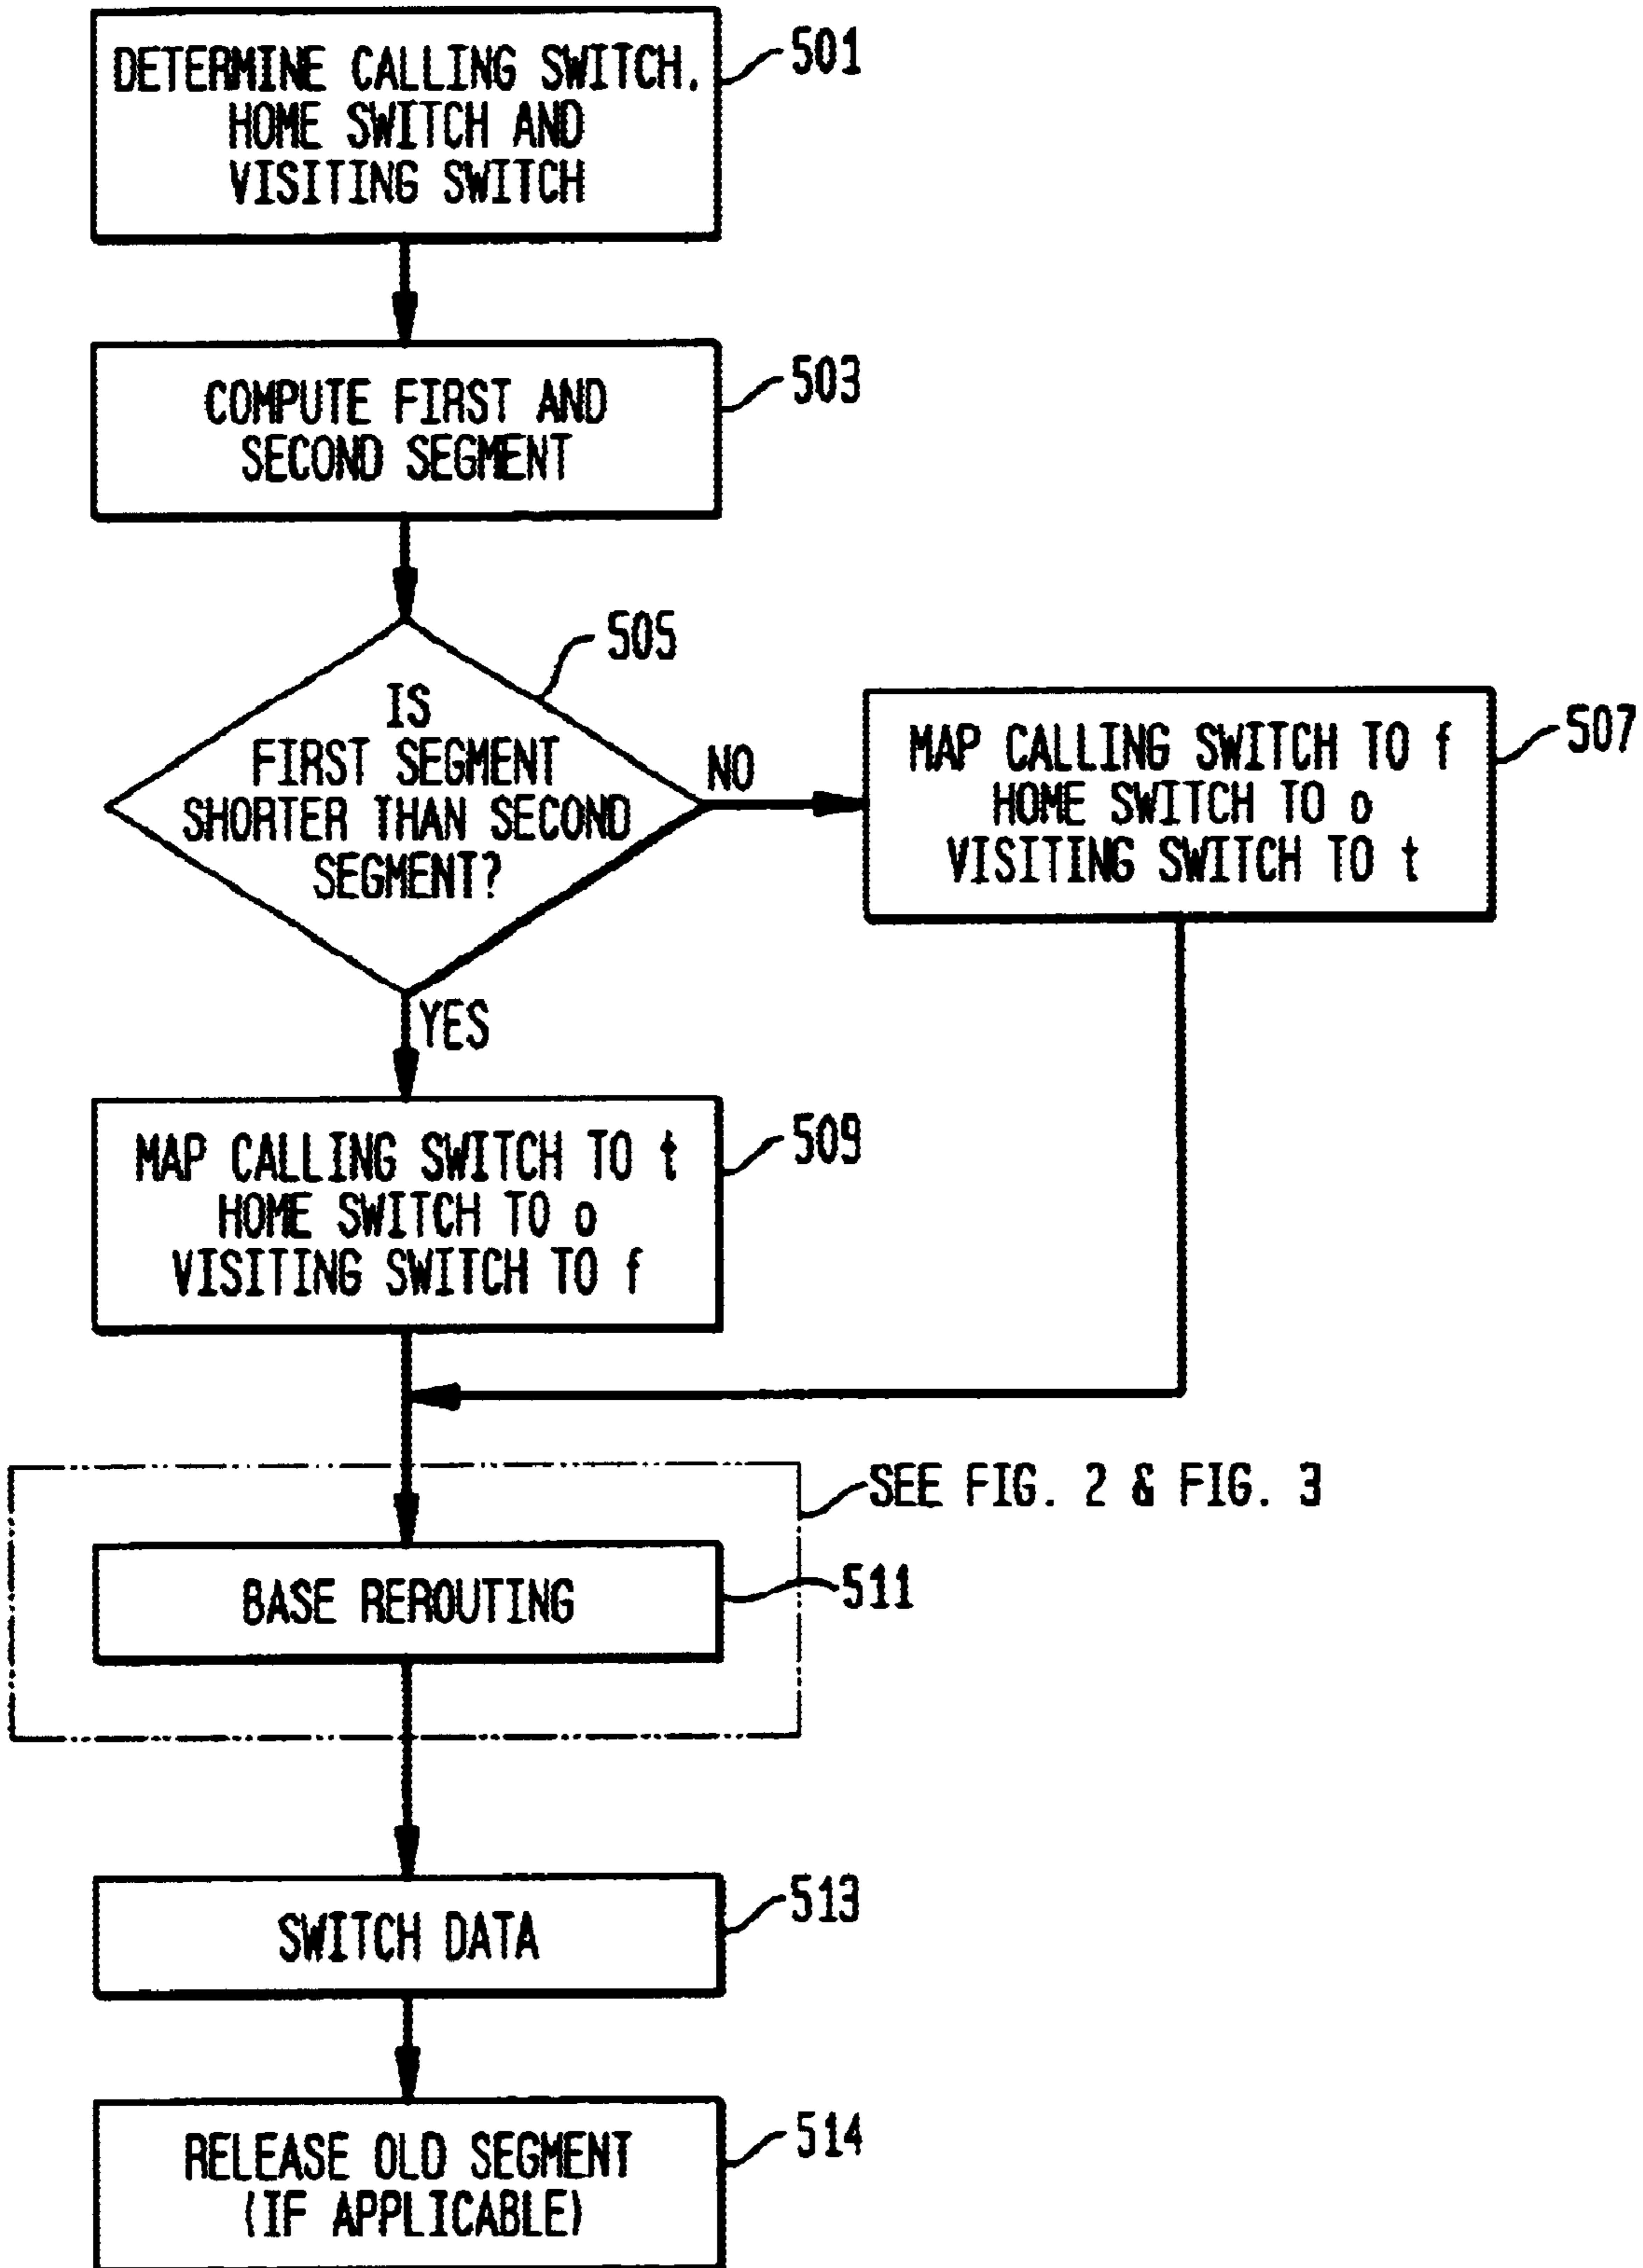 DETERMINE CALLING SWITCH,
HOME SWITCH AND
VISITING SWITCH
501
COMPUTE FIRST AND
SECOND SEGMENT
503
IS
FIRST SEGMENT
SHORTER THAN SECOND
SEGMENT?
505
NO
MAP CALLING SWITCH TO f
HOME SWITCH TO o
VISITING SWITCH TO t
507
YES
MAP CALLING SWITCH TO t
HOME SWITCH TO o
VISITING SWITCH TO f
509
SEE FIG. 2 & FIG. 3
BASE REROUTING
511
SWITCH DATA
513
RELEASE OLD SEGMENT
(IF APPLICABLE)
514